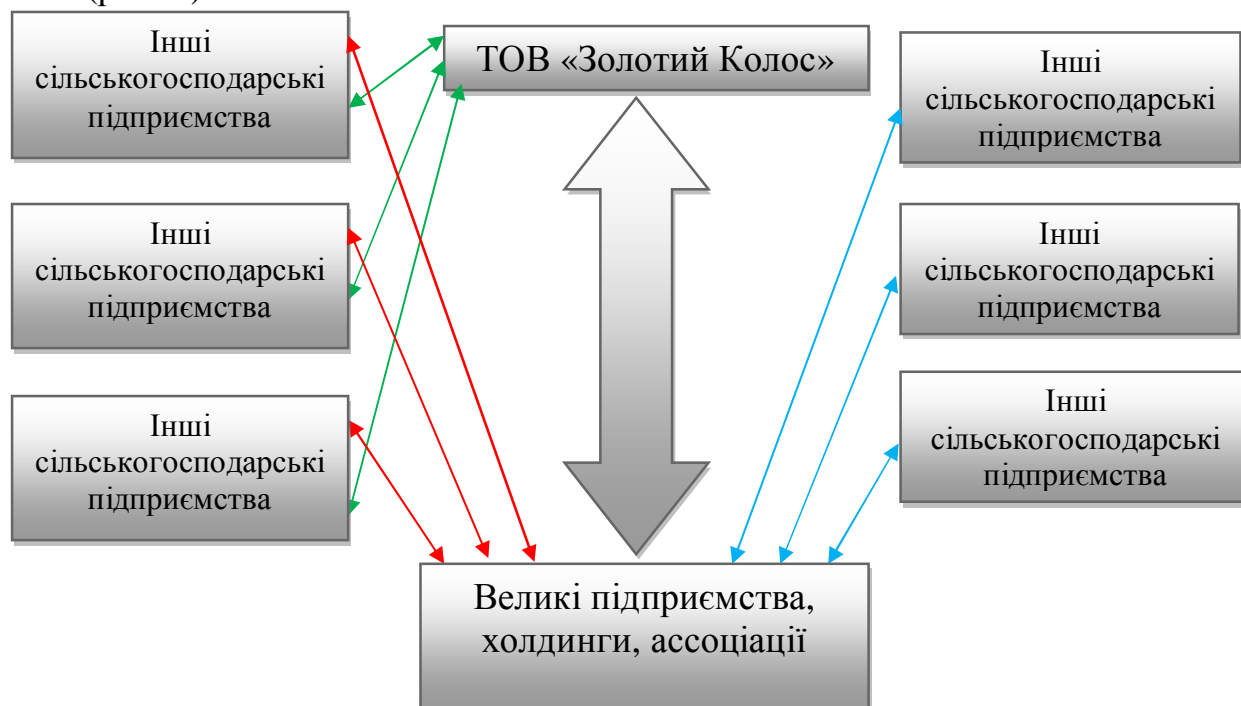 Інші
сільськогосподарські
підприємства
ТОВ «Золотий Колос»
Інші
сільськогосподарські
підприємства
Інші
сільськогосподарські
підприємства
Інші
сільськогосподарські
підприємства
Інші
сільськогосподарські
підприємства
Інші
сільськогосподарські
підприємства
Великі підприємства,
холдинги, ассоціації